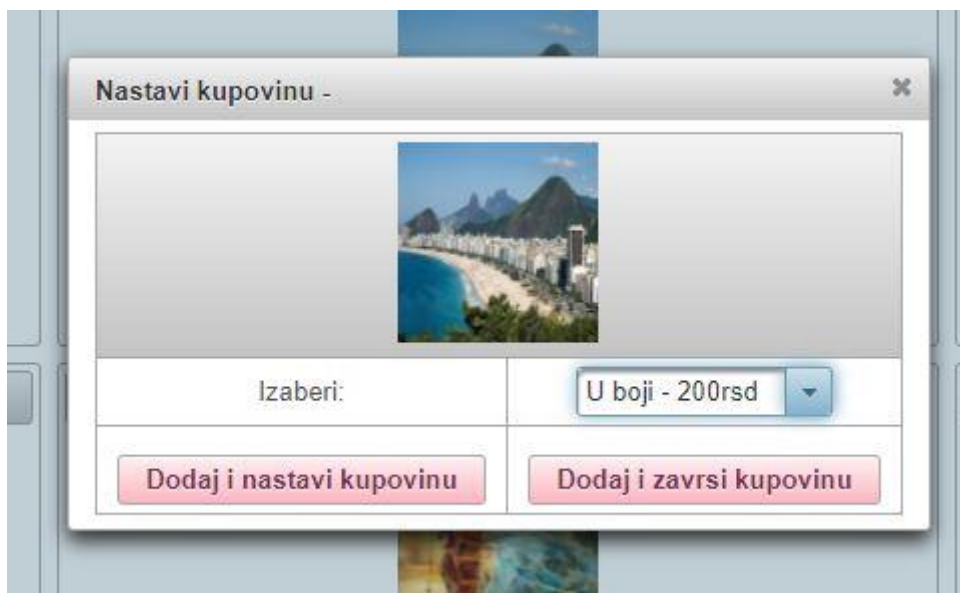 Nastavi kupovinu -
Izaberi:
U boji - 200rsd
Dodaj i nastavi kupovinu
Dodaj i zavrsi kupovinu